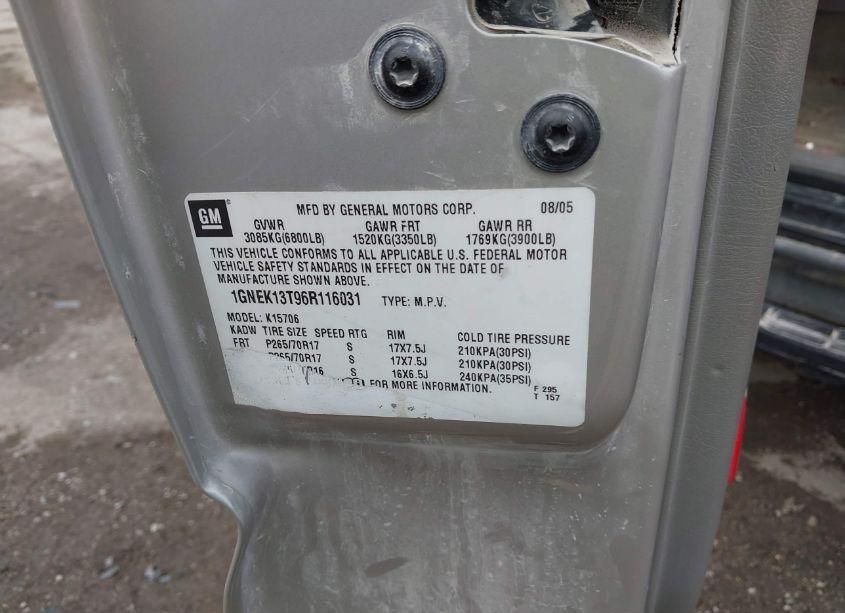 GM
MFD BY GENERAL MOTORS CORP. 08/05
GVWR GAWR FRT GAWR RR
3085KG(6800LB) 1520KG(3350LB) 1769KG(3900LB)
THIS VEHICLE CONFORMS TO ALL APPLICABLE U.S. FEDERAL MOTOR
VEHICLE SAFETY STANDARDS IN EFFECT ON THE DATE OF
MANUFACTURE SHOWN ABOVE.
1GNEK13T96R116031 TYPE: M.P.V.
MODEL: K15706
KADW TIRE SIZE SPEED RTG RIM COLD TIRE PRESSURE
FRT P265/70R17 S 17X7.5J 210KPA(30PSI)
P265/70R17 S 17X7.5J 210KPA(30PSI)
S 16X6.5J 240KPA(35PSI)
FOR MORE INFORMATION.
F 295
T 157